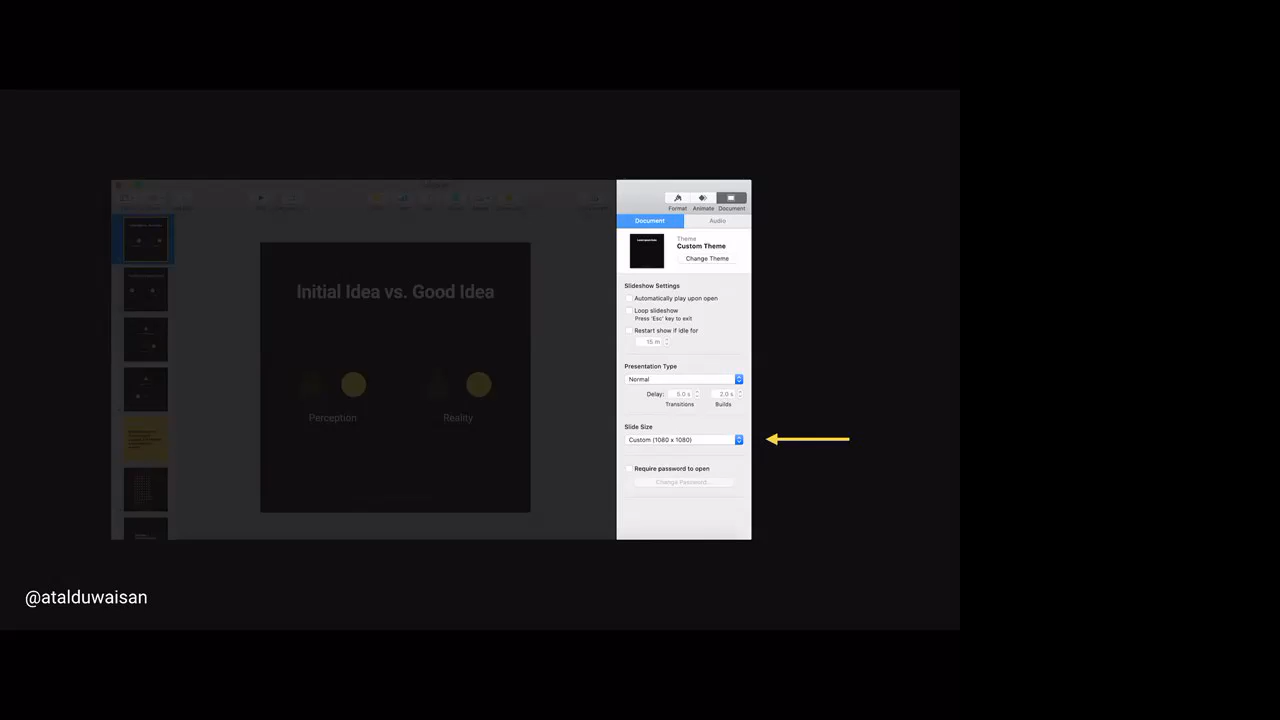 Format Animate Document
Document Audio
Theme
Custom Theme
Change Theme
Slideshow Settings
Automatically play upon open
Loop slideshow
Press 'Esc' key to exit
Restart show if idle for
15 m
Presentation Type
Normal
Delay: 5.0 s 2.0 s
Transitions Builds
Slide Size
Custom (1080 x 1080)
Require password to open
Change Password...
Initial Idea vs. Good Idea
Perception Reality
@atalduwaisan